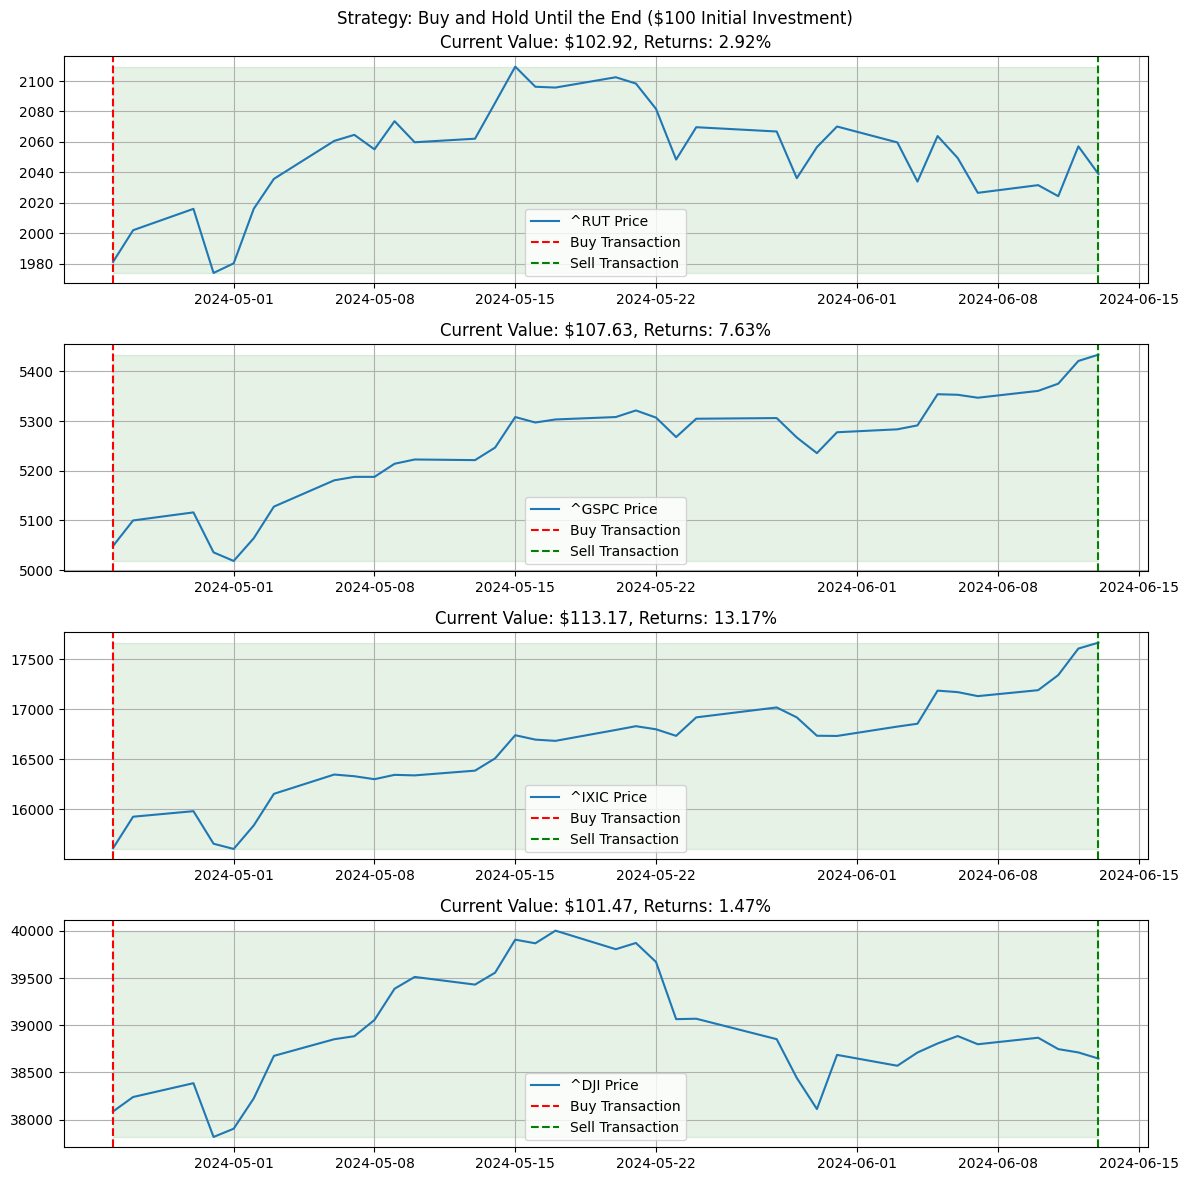 Strategy: Buy and Hold Until the End ($100 Initial Investment)
Current Value: $102.92, Returns: 2.92%
2100
2080
2060
2040
2020
2000
1980
^RUT Price
Buy Transaction
Sell Transaction
2024-05-01 2024-05-08 2024-05-15 2024-05-22 2024-06-01 2024-06-08 2024-06-15
Current Value: $107.63, Returns: 7.63%
5400
5300
5200
5100
5000
^GSPC Price
Buy Transaction
Sell Transaction
2024-05-01 2024-05-08 2024-05-15 2024-05-22 2024-06-01 2024-06-08 2024-06-15
Current Value: $113.17, Returns: 13.17%
17500
17000
16500
16000
^IXIC Price
Buy Transaction
Sell Transaction
2024-05-01 2024-05-08 2024-05-15 2024-05-22 2024-06-01 2024-06-08 2024-06-15
Current Value: $101.47, Returns: 1.47%
40000
39500
39000
38500
38000
^DJI Price
Buy Transaction
Sell Transaction
2024-05-01 2024-05-08 2024-05-15 2024-05-22 2024-06-01 2024-06-08 2024-06-15